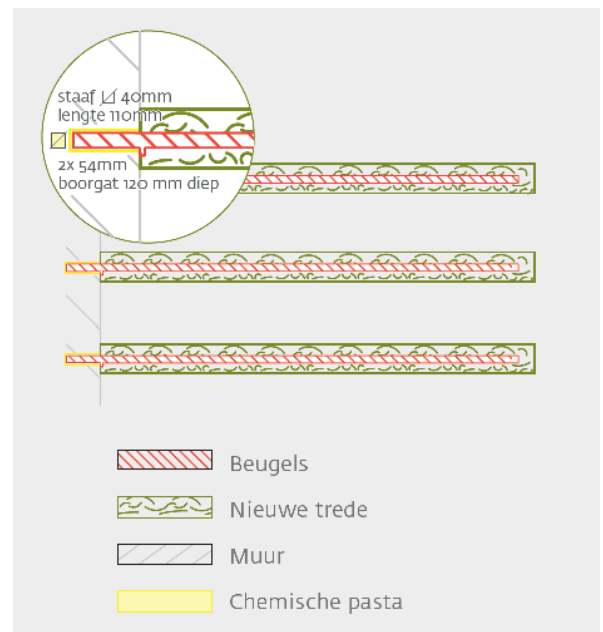 staaf ⍁ 40mm
lengte 110mm
2x 54mm
boorgat 120 mm diep
Beugels
Nieuwe trede
Muur
Chemische pasta